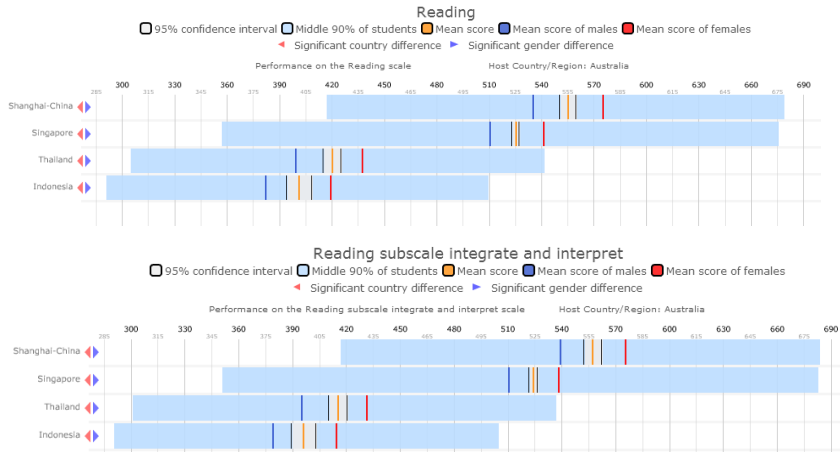 Reading
95% confidence interval Middle 90% of students Mean score Mean score of males Mean score of females
Significant country difference Significant gender difference
Performance on the Reading scale Host Country/Region: Australia
285 300 315 330 345 360 375 390 405 420 435 450 465 480 495 510 525 540 555 570 585 600 615 630 645 660 675 690
Shanghai-China
Singapore
Thailand
Indonesia
Reading subscale integrate and interpret
95% confidence interval Middle 90% of students Mean score Mean score of males Mean score of females
Significant country difference Significant gender difference
Performance on the Reading subscale integrate and interpret scale Host Country/Region: Australia
285 300 315 330 345 360 375 390 405 420 435 450 465 480 495 510 525 540 555 570 585 600 615 630 645 660 675 690
Shanghai-China
Singapore
Thailand
Indonesia